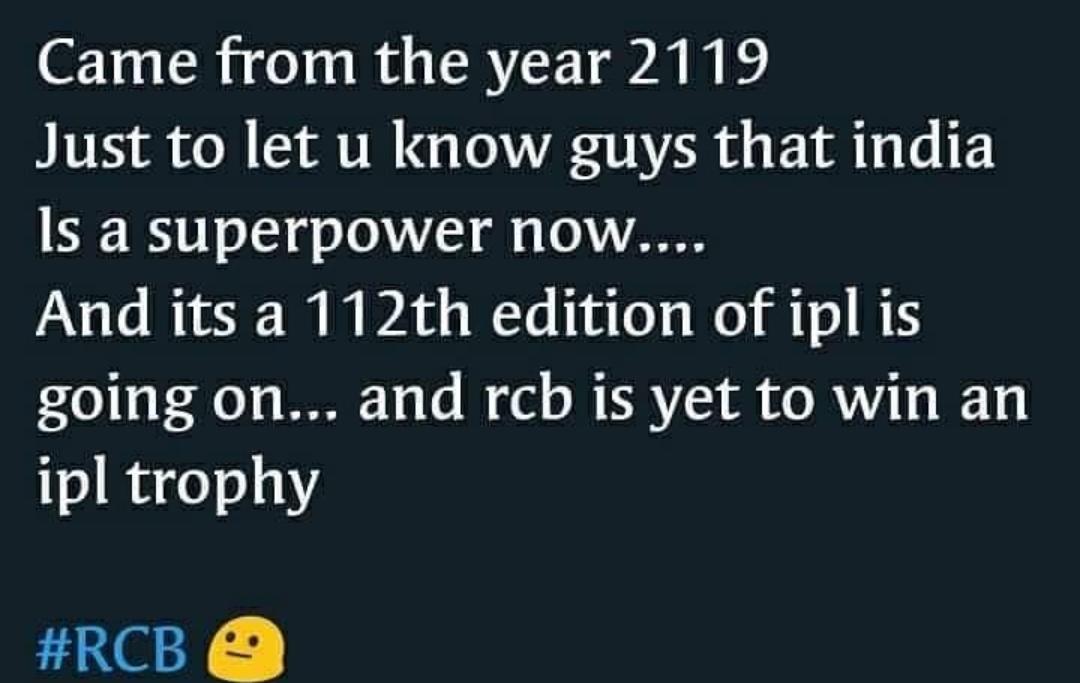 Came from the year 2119
Just to let u know guys that india
Is a superpower now....
And its a 112th edition of ipl is
going on... and rcb is yet to win an
ipl trophy
#RCB 😐